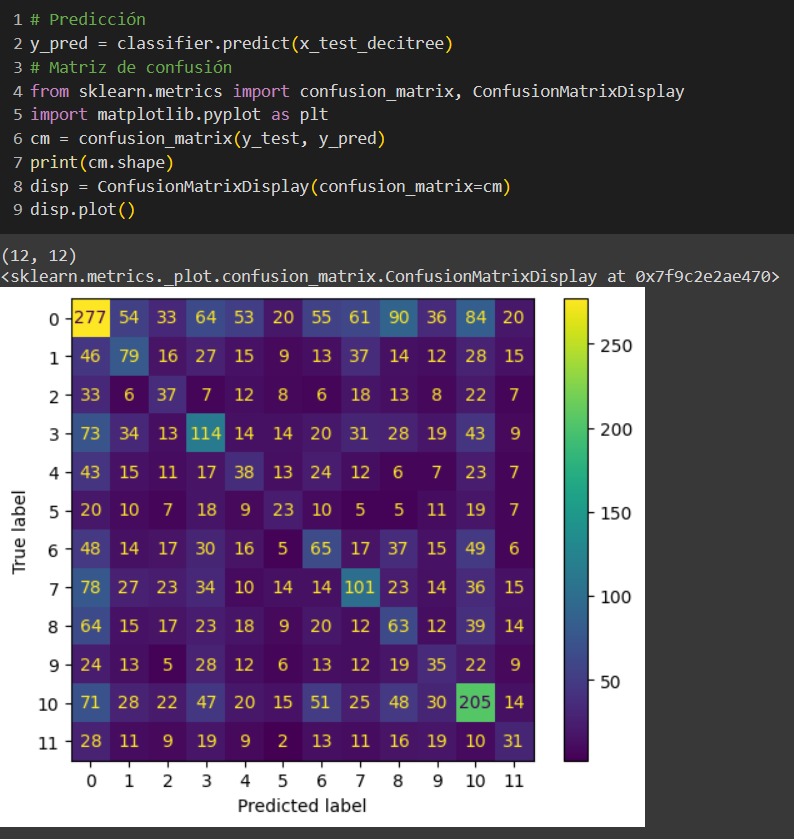 1 # Predicción
2 y_pred = classifier.predict(x_test_decitree)
3 # Matriz de confusión
4 from sklearn.metrics import confusion_matrix, ConfusionMatrixDisplay
5 import matplotlib.pyplot as plt
6 cm = confusion_matrix(y_test, y_pred)
7 print(cm.shape)
8 disp = ConfusionMatrixDisplay(confusion_matrix=cm)
9 disp.plot()
(12, 12)
<sklearn.metrics._plot.confusion_matrix.ConfusionMatrixDisplay at 0x7f9c2e2ae470>
0 277 54 33 64 53 20 55 61 90 36 84 20
1 46 79 16 27 15 9 13 37 14 12 28 15
2 33 6 37 7 12 8 6 18 13 8 22 7
3 73 34 13 114 14 14 20 31 28 19 43 9
4 43 15 11 17 38 13 24 12 6 7 23 7
5 20 10 7 18 9 23 10 5 5 11 19 7
6 48 14 17 30 16 5 65 17 37 15 49 6
7 78 27 23 34 10 14 14 101 23 14 36 15
8 64 15 17 23 18 9 20 12 63 12 39 14
9 24 13 5 28 12 6 13 12 19 35 22 9
10 71 28 22 47 20 15 51 25 48 30 205 14
11 28 11 9 19 9 2 13 11 16 19 10 31
0 1 2 3 4 5 6 7 8 9 10 11
Predicted label
True label
250
200
150
100
50